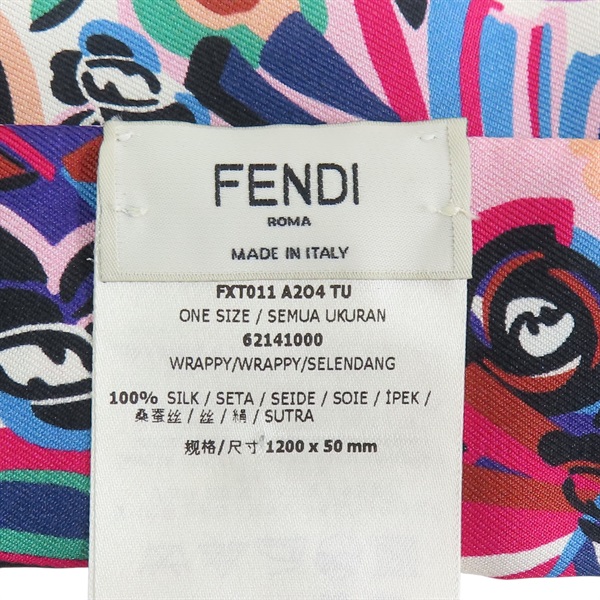 FENDI
ROMA
MADE IN ITALY
FXT011 A2O4 TU
ONE SIZE / SEMUA UKURAN
62141000
WRAPPY/WRAPPY/SELENDANG
100% SILK / SETA / SEIDE / SOIE / İPEK /
桑蚕丝 / 丝 / 絹 / SUTRA
规格/尺寸 1200 x 50 mm